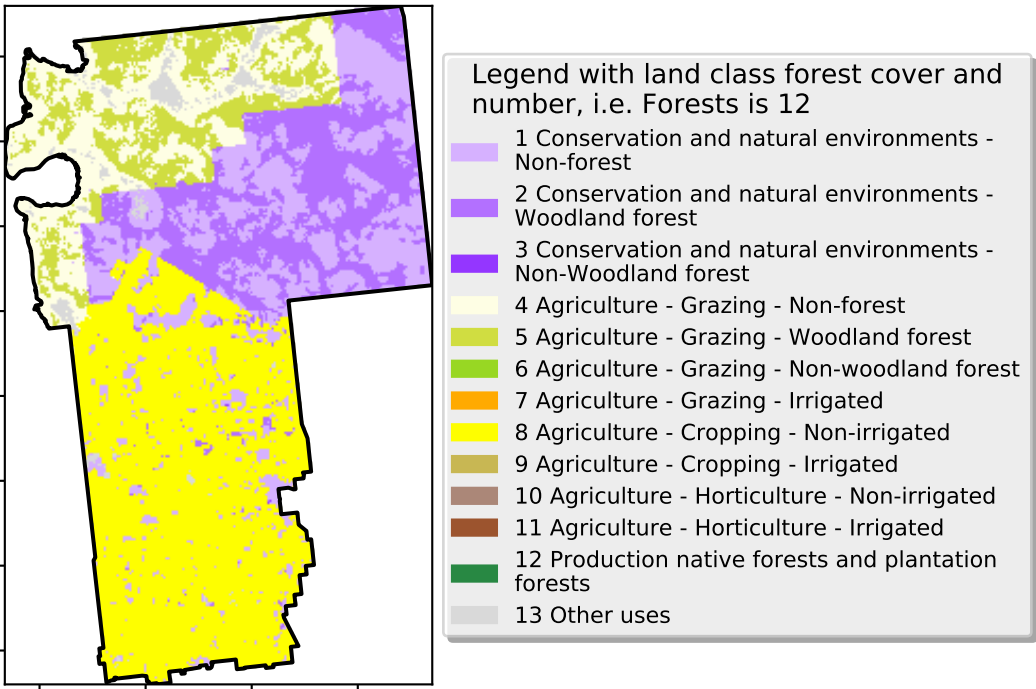 Legend with land class forest cover and
number, i.e. Forests is 12
1 Conservation and natural environments -
Non-forest
2 Conservation and natural environments -
Woodland forest
3 Conservation and natural environments -
Non-Woodland forest
4 Agriculture - Grazing - Non-forest
5 Agriculture - Grazing - Woodland forest
6 Agriculture - Grazing - Non-woodland forest
7 Agriculture - Grazing - Irrigated
8 Agriculture - Cropping - Non-irrigated
9 Agriculture - Cropping - Irrigated
10 Agriculture - Horticulture - Non-irrigated
11 Agriculture - Horticulture - Irrigated
12 Production native forests and plantation
forests
13 Other uses